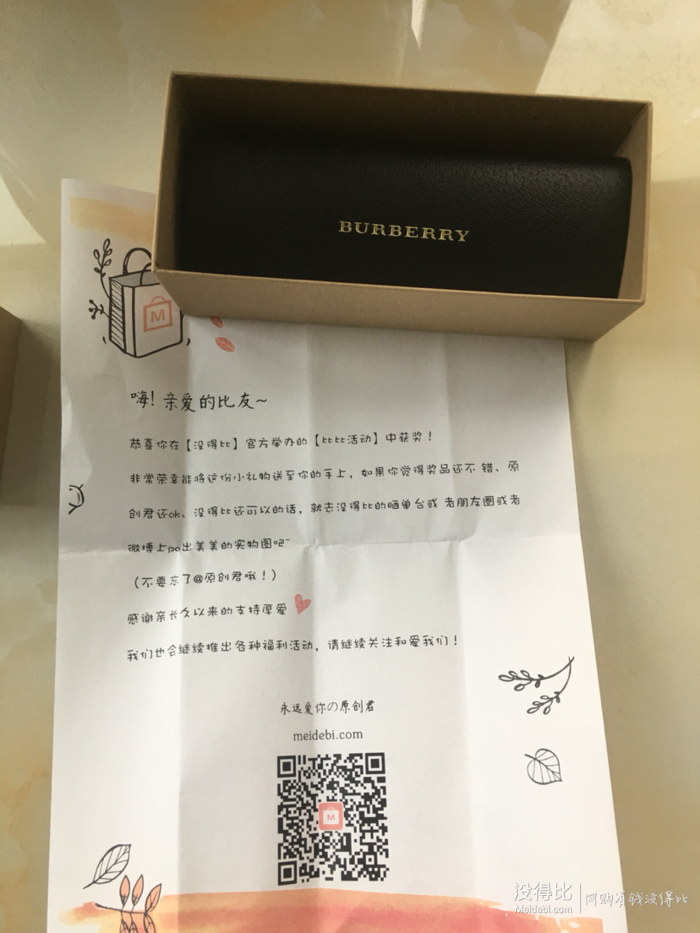 BURBERRY
M
嗨! 亲爱的比友~
恭喜你在【没得比】官方举办的【比比活动】中获奖!
非常荣幸能将这份小礼物送至你的手上, 如果你觉得奖品还不 错、原
创君还ok、没得比还可以的话, 就去没得比的晒单台或 者朋友圈或者
微博上po出美美的实物图吧~
(不要忘了@原创君哦!)
感谢亲长久以来的支持厚爱
我们也会继续推出各种福利活动, 请继续关注和爱我们!
永远爱你の原创君
meidebi.com
M
没得比
Meidebi.com
网购有钱没得比